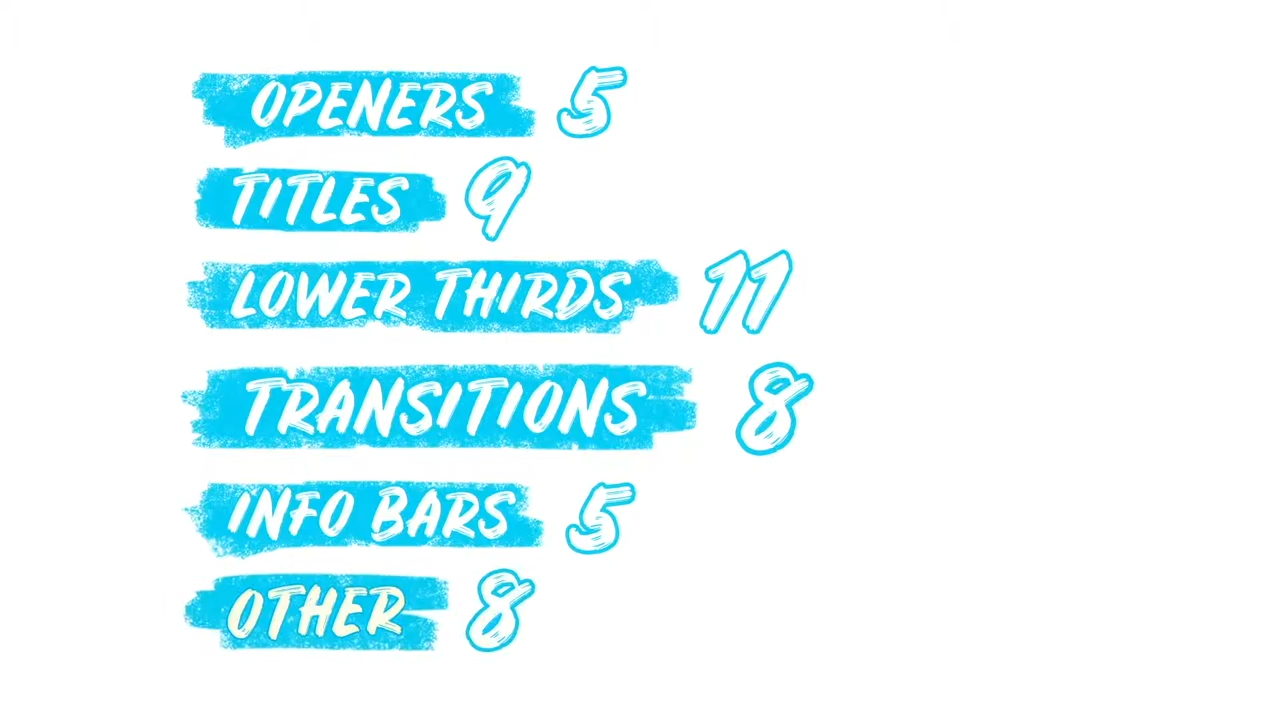 OPENERS 5
TITLES 9
LOWER THIRDS 11
TRANSITIONS 8
INFO BARS 5
OTHER 8